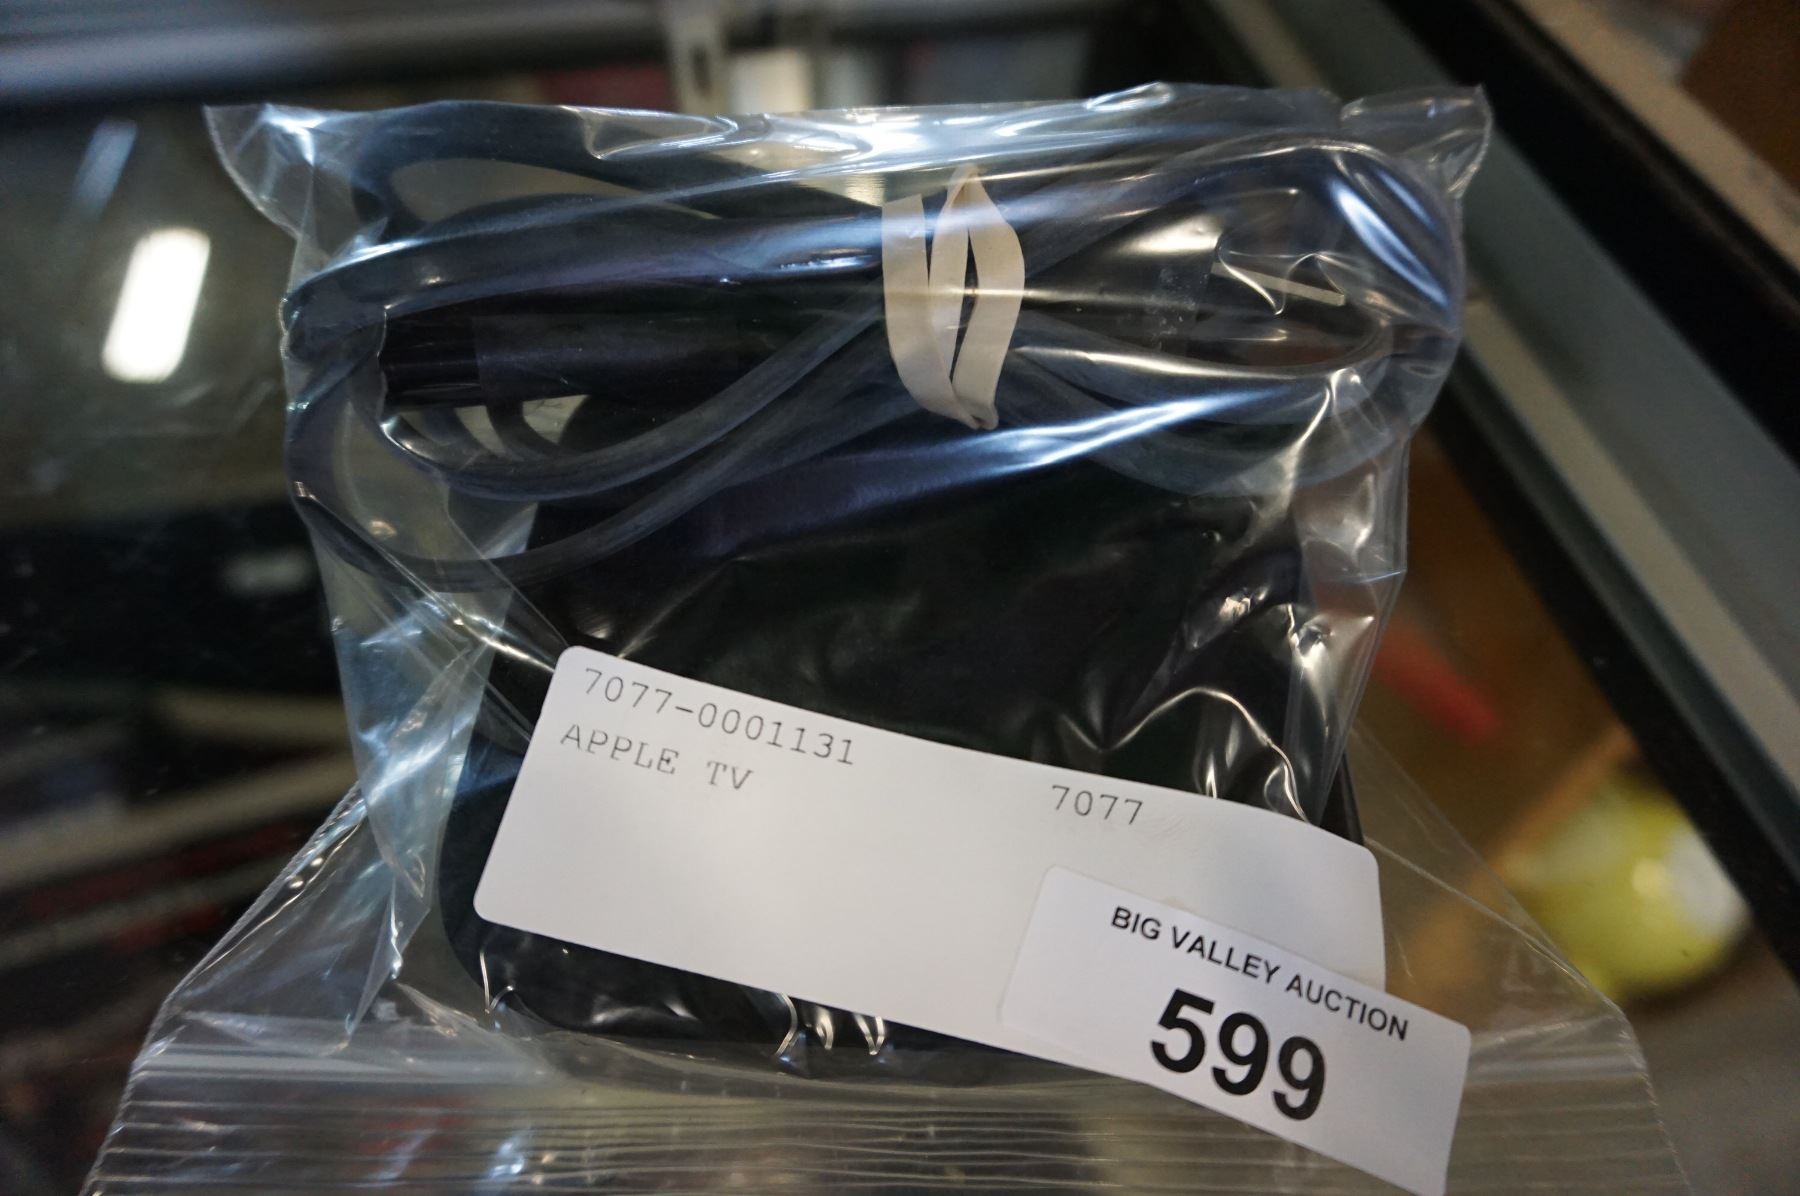 7077-0001131
APPLE TV
7077
BIG VALLEY AUCTION
599